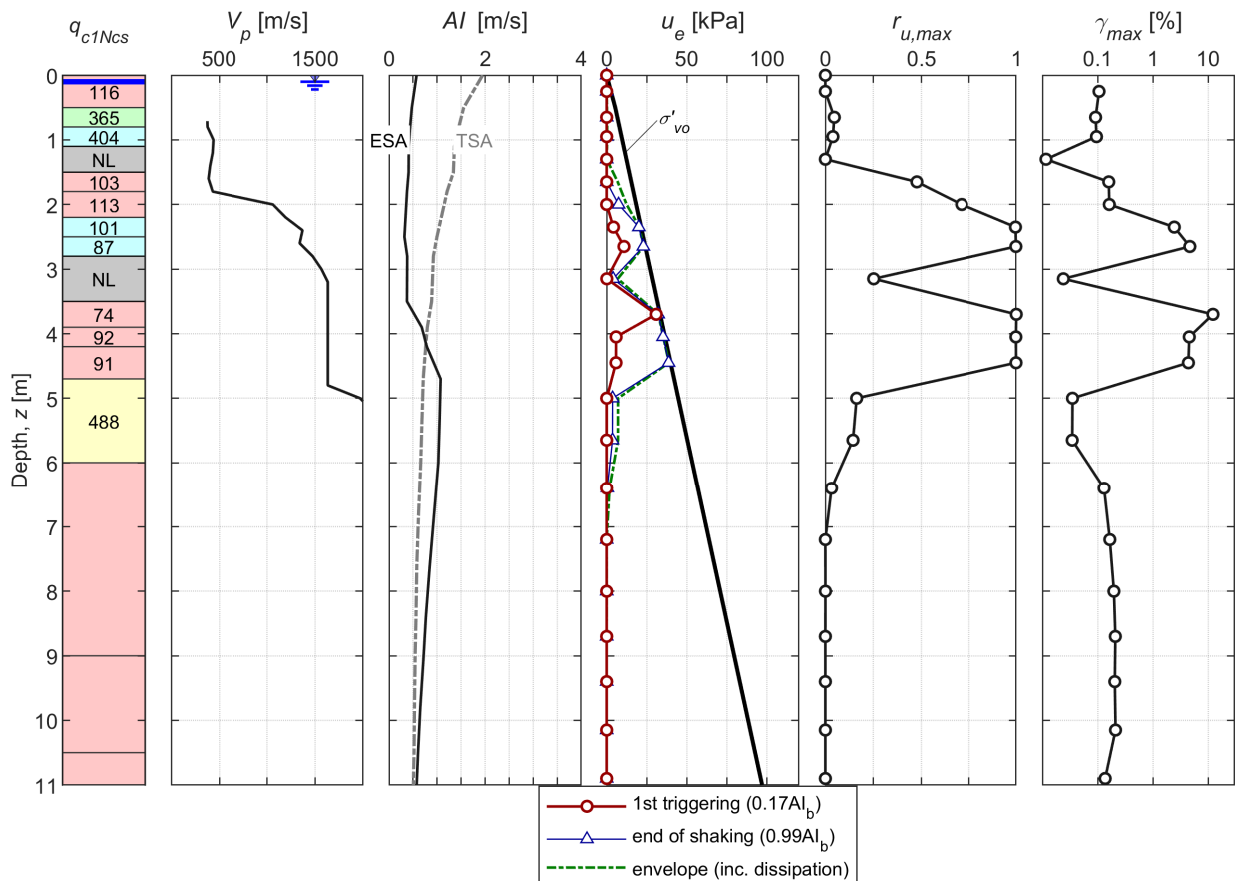 q_c1Ncs
V_p [m/s]
AI [m/s]
u_e [kPa]
r_u,max
γ_max [%]
500 1500
0 2 4
0 50 100
0 0.5 1
0.1 1 10
Depth, z [m]
0
1
2
3
4
5
6
7
8
9
10
11
116
365
404
NL
103
113
101
87
NL
74
92
91
488
ESA
TSA
σ'_vo
1st triggering (0.17AI_b)
end of shaking (0.99AI_b)
envelope (inc. dissipation)